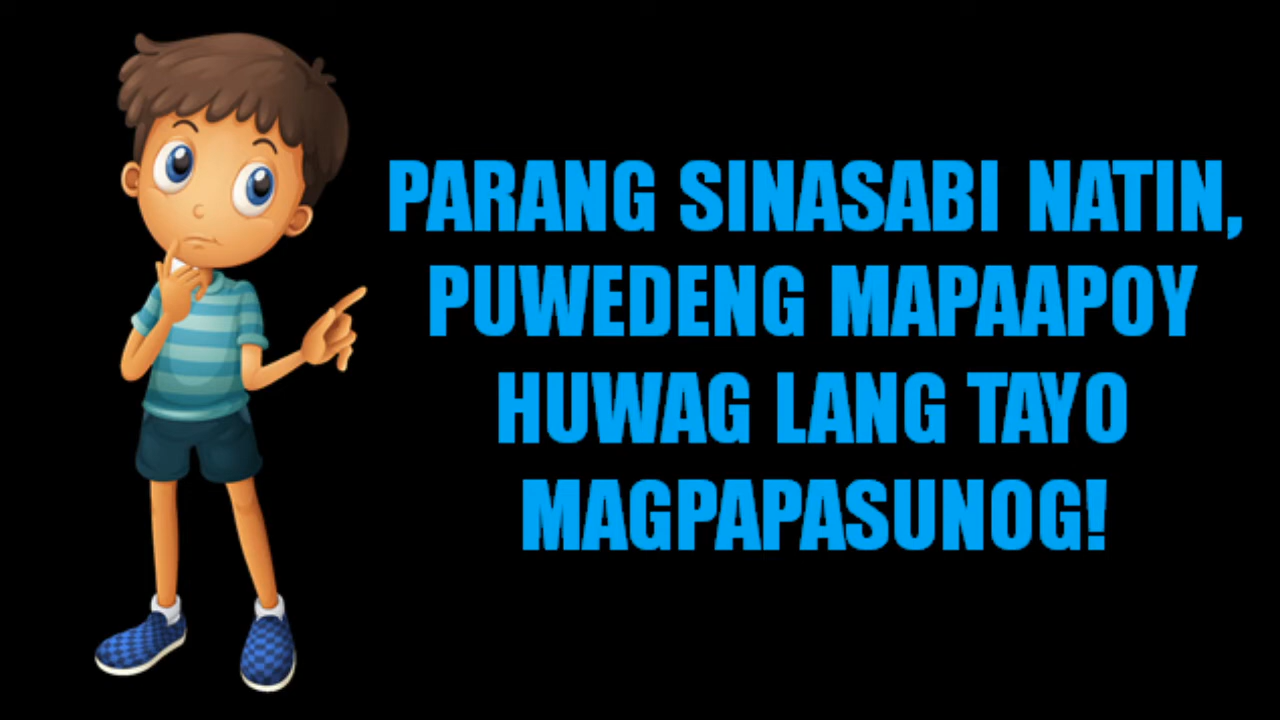 PARANG SINASABI NATIN,
PUWEDENG MAPAAPOY
HUWAG LANG TAYO
MAGPAPASUNOG!